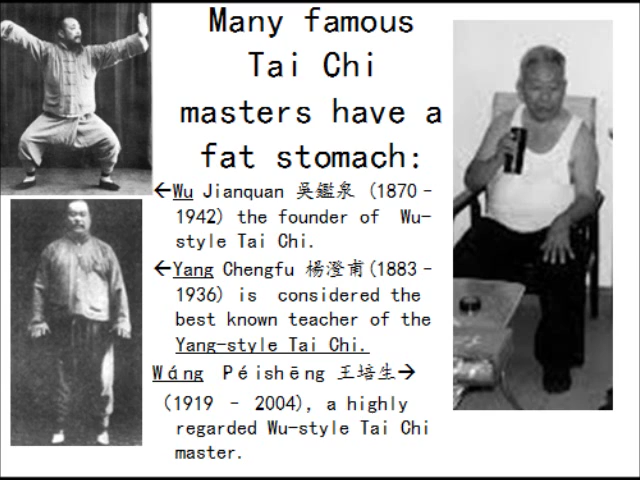 Many famous
Tai Chi
masters have a
fat stomach:
←Wu Jianquan 吳鑑泉 (1870–
1942) the founder of Wu-
style Tai Chi.
←Yang Chengfu 楊澄甫(1883–
1936) is considered the
best known teacher of the
Yang-style Tai Chi.
Wáng Péishēng 王培生→
(1919 – 2004), a highly
regarded Wu-style Tai Chi
master.